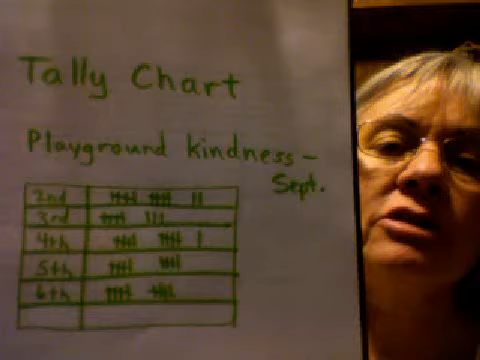 Tally Chart
Playground kindness -
Sept.
2nd
3rd
4th
5th
6th